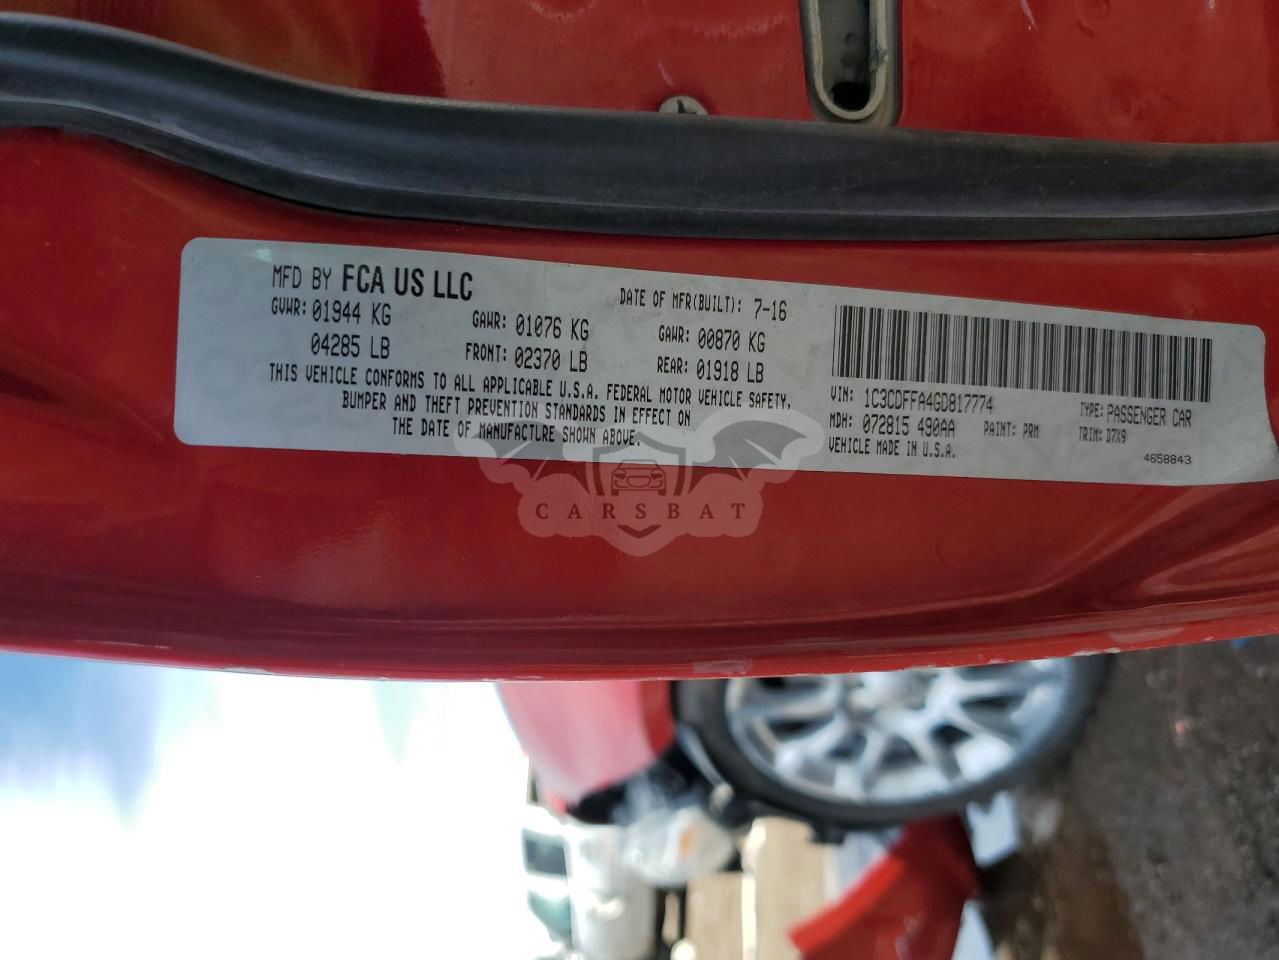 MFD BY FCA US LLC
DATE OF MFR(BUILT): 7-16
GVWR: 01944 KG
04285 LB
GAWR: 01076 KG
FRONT: 02370 LB
GAWR: 00870 KG
REAR: 01918 LB
THIS VEHICLE CONFORMS TO ALL APPLICABLE U.S.A. FEDERAL MOTOR VEHICLE SAFETY,
BUMPER AND THEFT PREVENTION STANDARDS IN EFFECT ON
THE DATE OF MANUFACTURE SHOWN ABOVE.
VIN: 1C3CDFFA4GD817774
TYPE: PASSENGER CAR
MDH: 072815 490AA
PAINT: PRM
TRIM: D7X9
VEHICLE MADE IN U.S.A.
4658843
CARSBAT